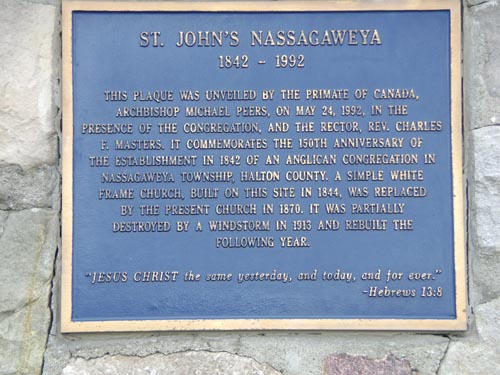 ST. JOHN'S NASSAGAWEYA
1842 - 1992
THIS PLAQUE WAS UNVEILED BY THE PRIMATE OF CANADA,
ARCHBISHOP MICHAEL PEERS, ON MAY 24, 1992, IN THE
PRESENCE OF THE CONGREGATION, AND THE RECTOR, REV. CHARLES
F. MASTERS. IT COMMEMORATES THE 150TH ANNIVERSARY OF
THE ESTABLISHMENT IN 1842 OF AN ANGLICAN CONGREGATION IN
NASSAGAWEYA TOWNSHIP, HALTON COUNTY. A SIMPLE WHITE
FRAME CHURCH, BUILT ON THIS SITE IN 1844, WAS REPLACED
BY THE PRESENT CHURCH IN 1870. IT WAS PARTIALLY
DESTROYED BY A WINDSTORM IN 1913 AND REBUILT THE
FOLLOWING YEAR.
"JESUS CHRIST the same yesterday, and today, and for ever."
-Hebrews 13:8